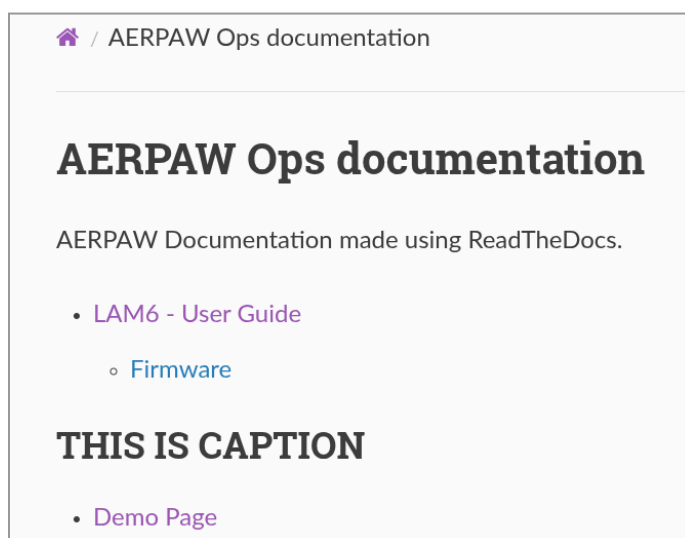 / AERPAW Ops documentation
AERPAW Ops documentation
AERPAW Documentation made using ReadTheDocs.
• LAM6 - User Guide
◦ Firmware
THIS IS CAPTION
• Demo Page